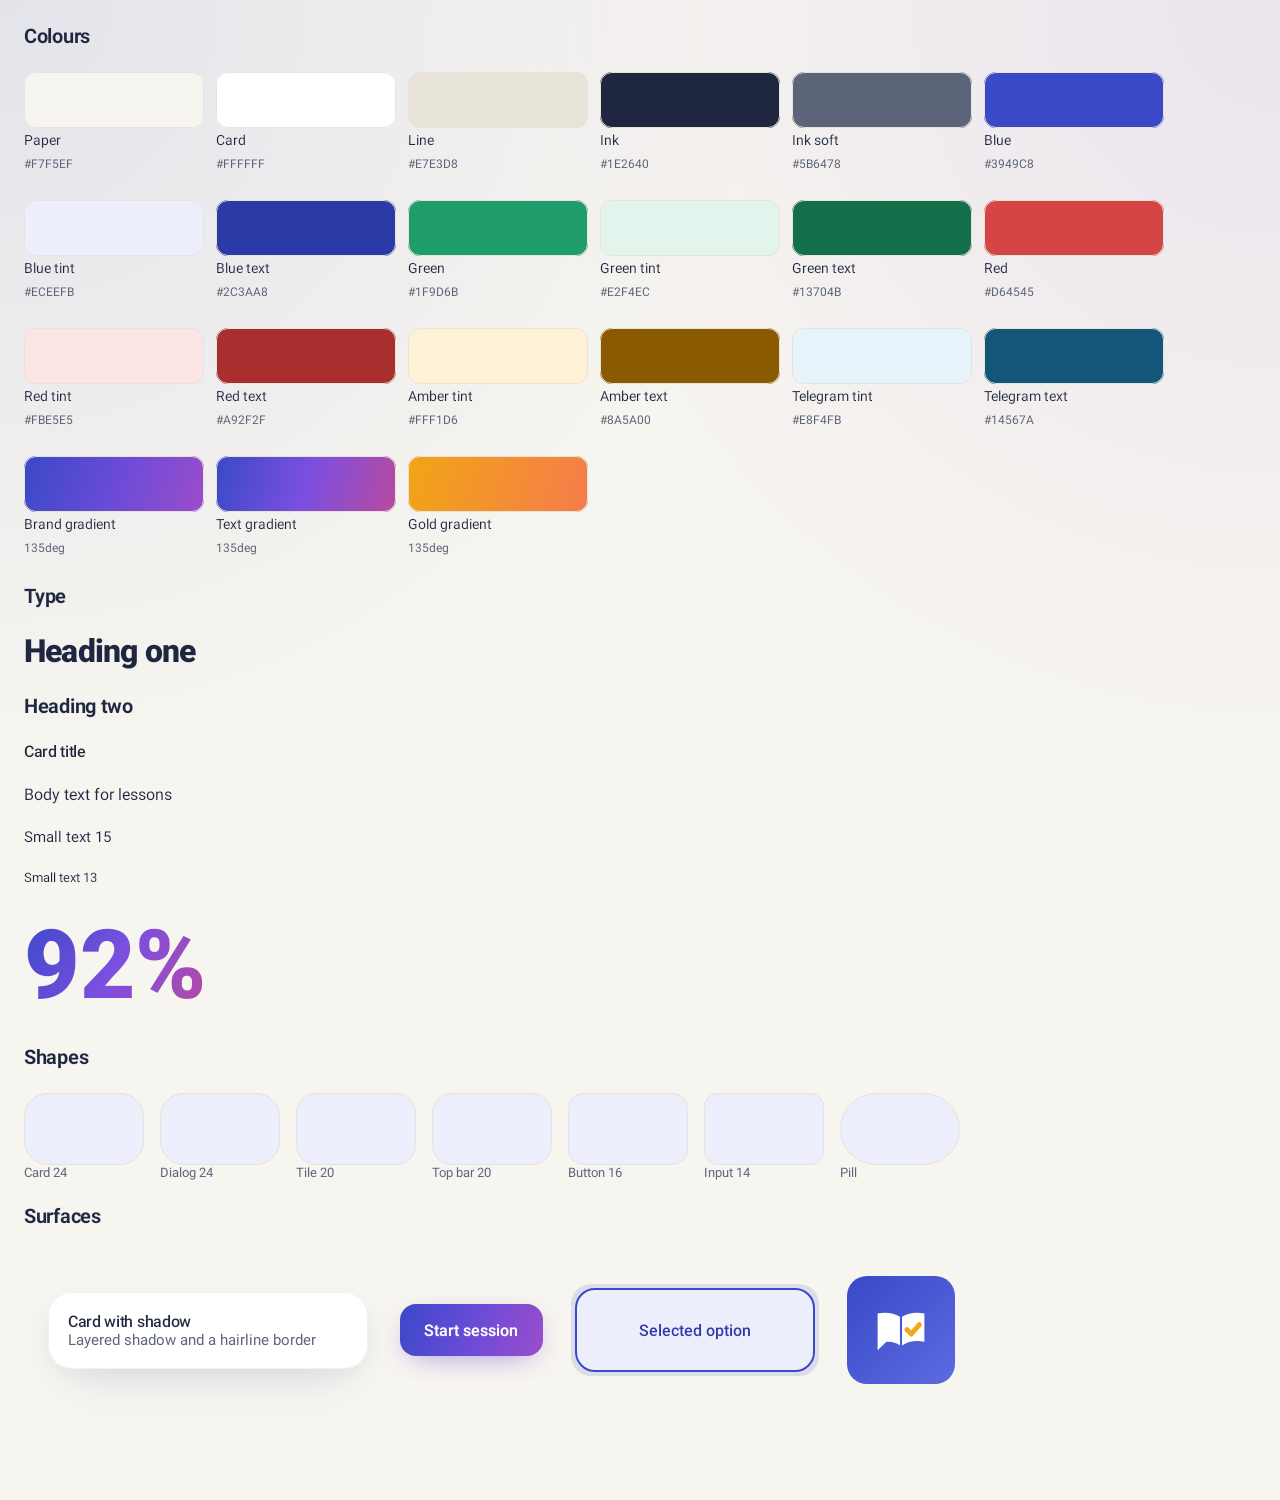 Colours
Paper
Card
Line
Ink
Ink soft
Blue
#F7F5EF
#FFFFFF
#E7E3D8
#1E2640
#5B6478
#3949C8
Blue tint
Blue text
Green
Green tint
Green text
Red
#ECEEFB
#2C3AA8
#1F9D6B
#E2F4EC
#13704B
#D64545
Red tint
Red text
Amber tint
Amber text
Telegram tint
Telegram text
#FBE5E5
#A92F2F
#FFF1D6
#8A5A00
#E8F4FB
#14567A
Brand gradient
Text gradient
Gold gradient
135deg
135deg
135deg
Type
Heading one
Heading two
Card title
Body text for lessons
Small text 15
Small text 13
92%
Shapes
Card 24
Dialog 24
Tile 20
Top bar 20
Button 16
Input 14
Pill
Surfaces
Card with shadow
Layered shadow and a hairline border
Start session
Selected option